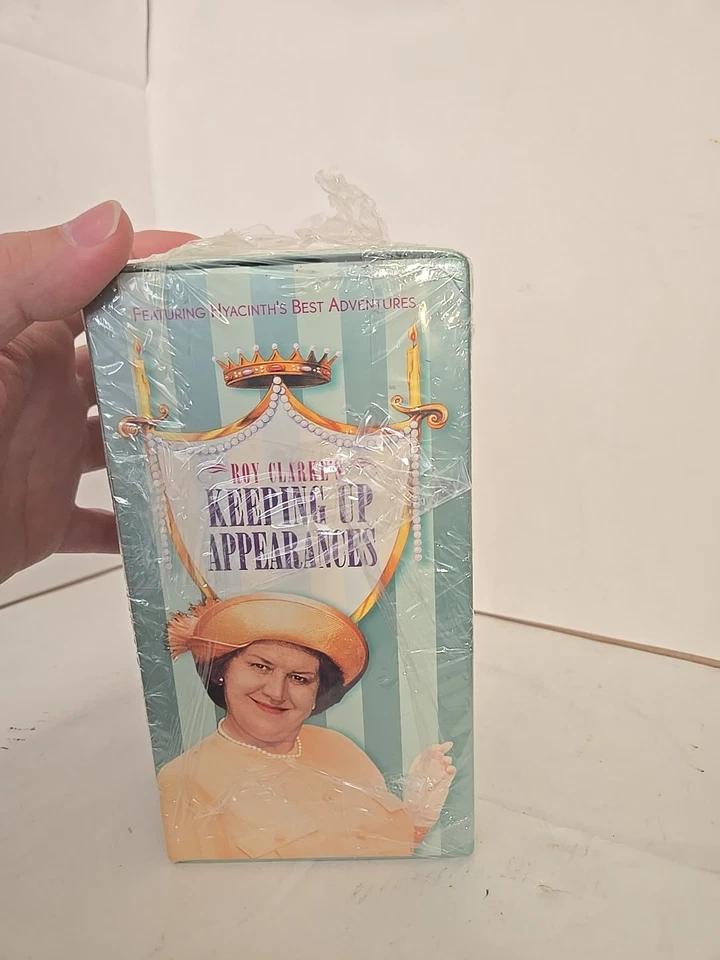 FEATURING HYACINTH'S BEST ADVENTURES
ROY CLARKE'S
KEEPING UP
APPEARANCES